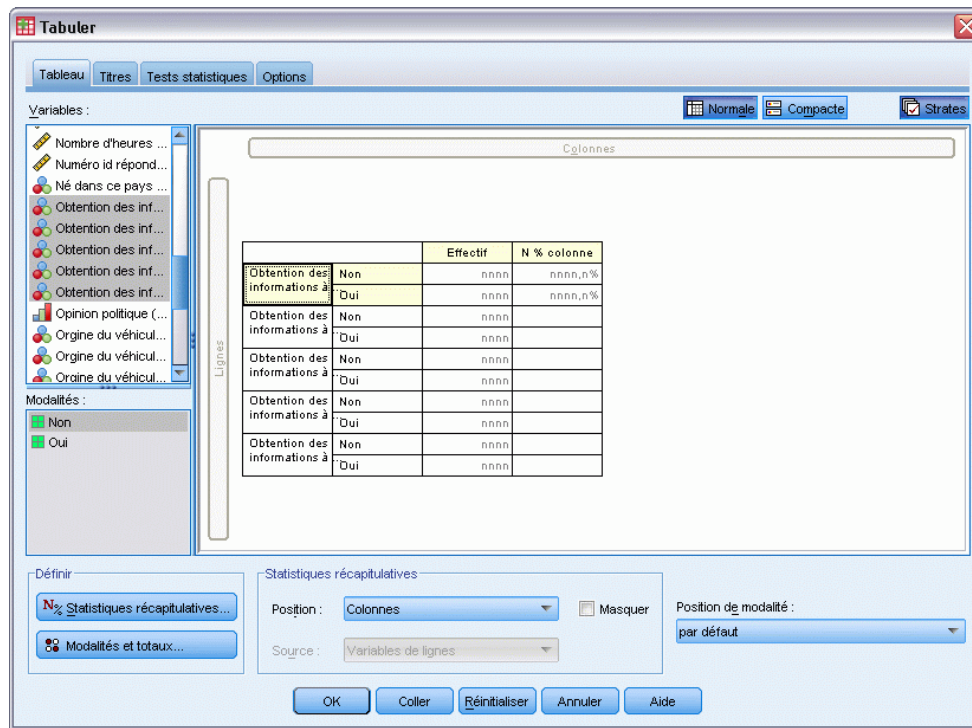 Tabuler
Tableau Titres Tests statistiques Options
Variables :
Normale Compacte Strates
Nombre d'heures ...
Numéro id répond...
Né dans ce pays ...
Obtention des inf...
Obtention des inf...
Obtention des inf...
Obtention des inf...
Obtention des inf...
Opinion politique (...
Orgine du véhicul...
Orgine du véhicul...
Orgine du véhicul...
Modalités :
Non
Oui
Colonnes
Lignes
Effectif N % colonne
Obtention des informations à Non nnnn nnnn,n%
Oui nnnn nnnn,n%
Obtention des informations à Non nnnn
Oui nnnn
Obtention des informations à Non nnnn
Oui nnnn
Obtention des informations à Non nnnn
Oui nnnn
Obtention des informations à Non nnnn
Oui nnnn
Définir
N% Statistiques récapitulatives...
Modalités et totaux...
Statistiques récapitulatives
Position : Colonnes Masquer
Source : Variables de lignes
Position de modalité :
par défaut
OK Coller Réinitialiser Annuler Aide